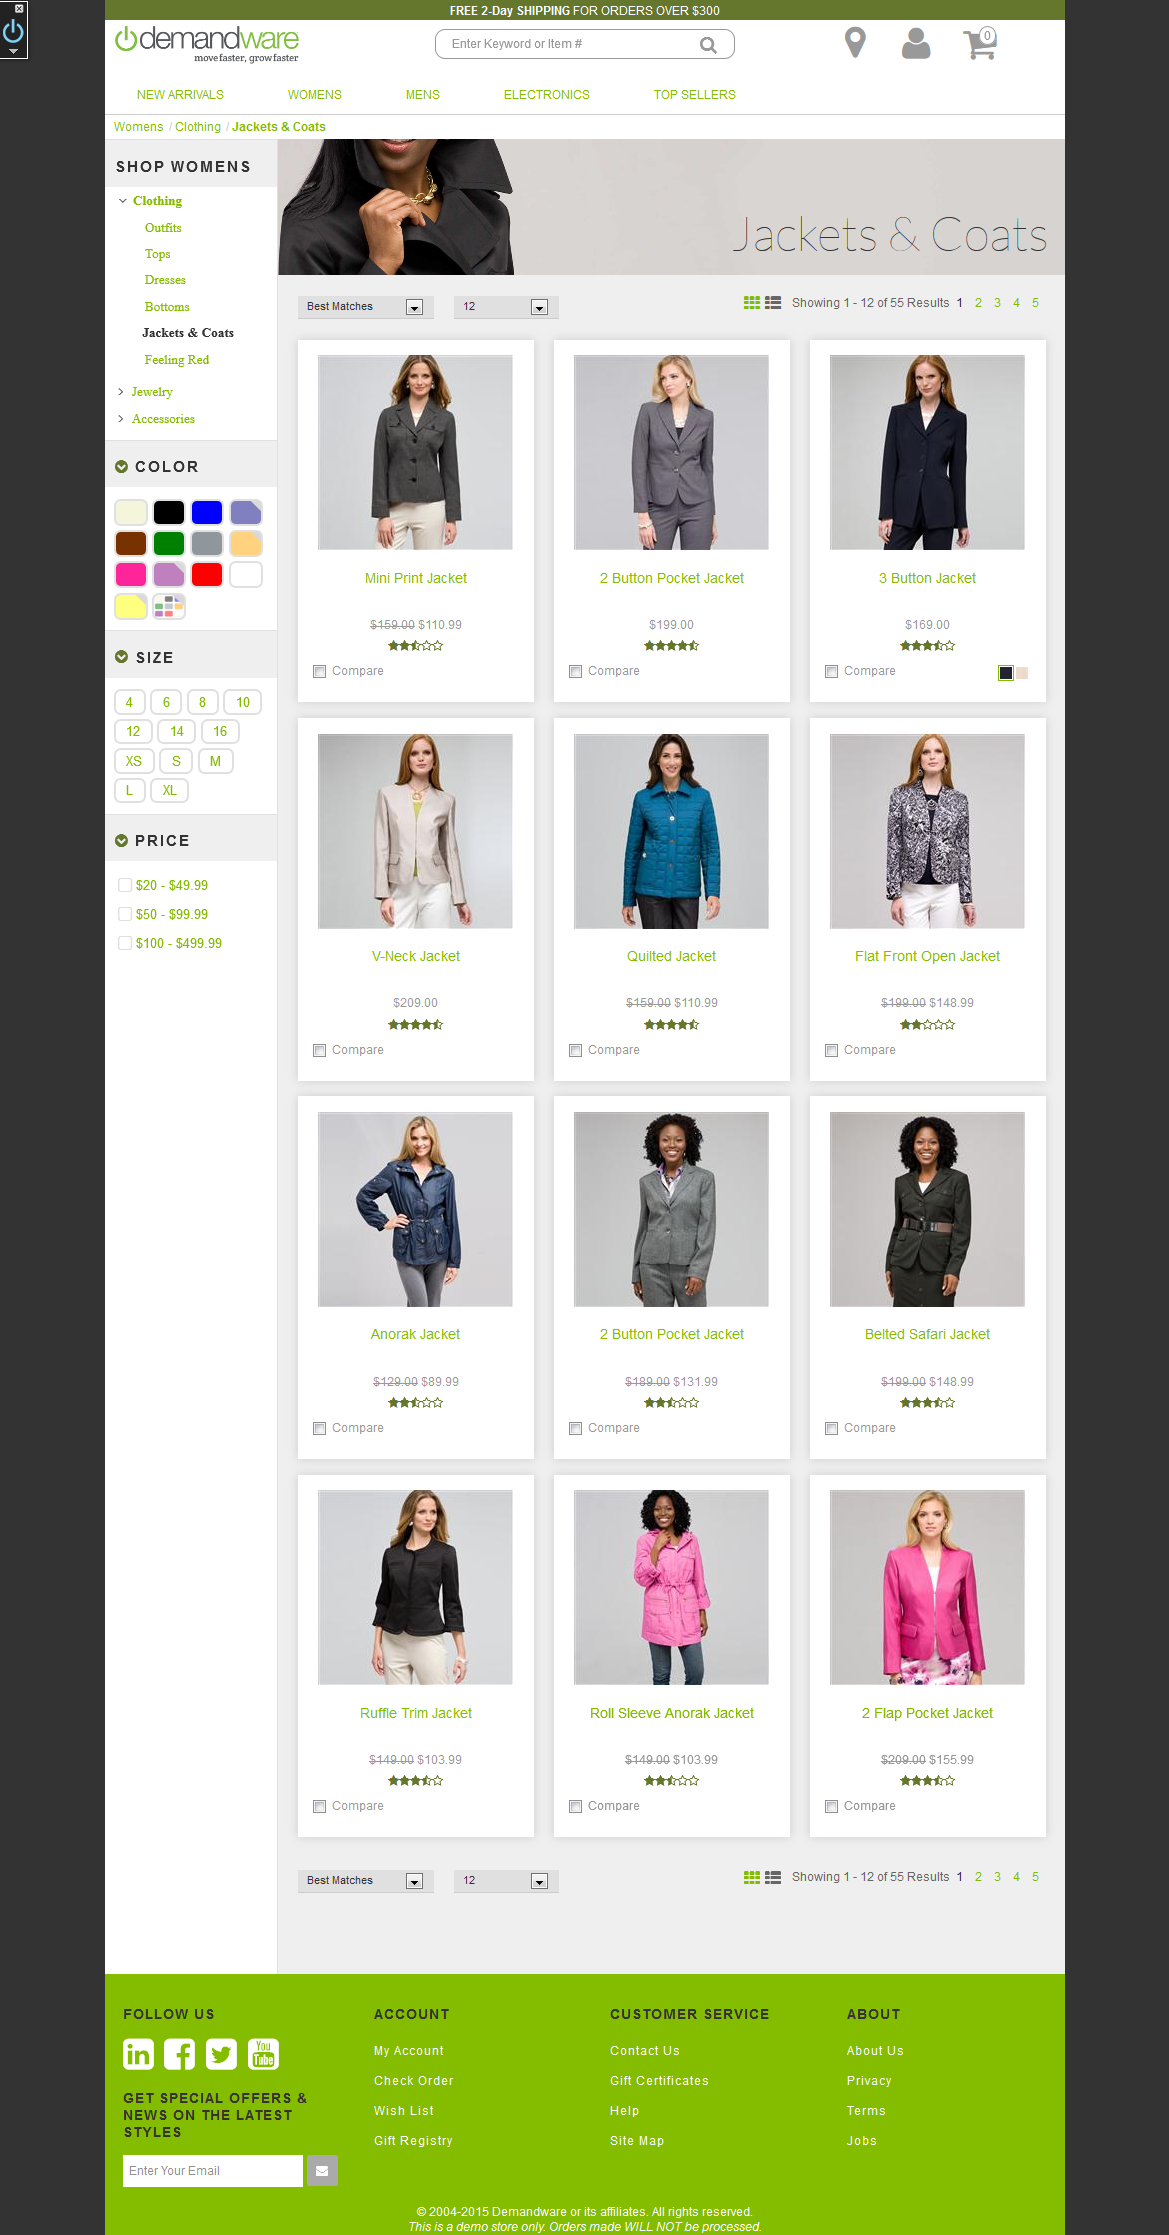 FREE 2-Day SHIPPING FOR ORDERS OVER $300
demandware
move faster, grow faster
Enter Keyword or Item #
0
NEW ARRIVALS WOMENS MENS ELECTRONICS TOP SELLERS
Womens / Clothing / Jackets & Coats
SHOP WOMENS
Clothing
Outfits
Tops
Dresses
Bottoms
Jackets & Coats
Feeling Red
Jewelry
Accessories
COLOR
SIZE
4 6 8 10
12 14 16
XS S M
L XL
PRICE
$20 - $49.99
$50 - $99.99
$100 - $499.99
Jackets & Coats
Best Matches 12 Showing 1 - 12 of 55 Results 1 2 3 4 5
Mini Print Jacket
$159.00 $110.99
Compare
2 Button Pocket Jacket
$199.00
Compare
3 Button Jacket
$169.00
Compare
V-Neck Jacket
$209.00
Compare
Quilted Jacket
$159.00 $110.99
Compare
Flat Front Open Jacket
$199.00 $148.99
Compare
Anorak Jacket
$129.00 $89.99
Compare
2 Button Pocket Jacket
$189.00 $131.99
Compare
Belted Safari Jacket
$199.00 $148.99
Compare
Ruffle Trim Jacket
$149.00 $103.99
Compare
Roll Sleeve Anorak Jacket
$149.00 $103.99
Compare
2 Flap Pocket Jacket
$209.00 $155.99
Compare
Best Matches 12 Showing 1 - 12 of 55 Results 1 2 3 4 5
FOLLOW US
in f You Tube
GET SPECIAL OFFERS &
NEWS ON THE LATEST
STYLES
Enter Your Email
ACCOUNT
My Account
Check Order
Wish List
Gift Registry
CUSTOMER SERVICE
Contact Us
Gift Certificates
Help
Site Map
ABOUT
About Us
Privacy
Terms
Jobs
© 2004-2015 Demandware or its affiliates. All rights reserved.
This is a demo store only. Orders made WILL NOT be processed.